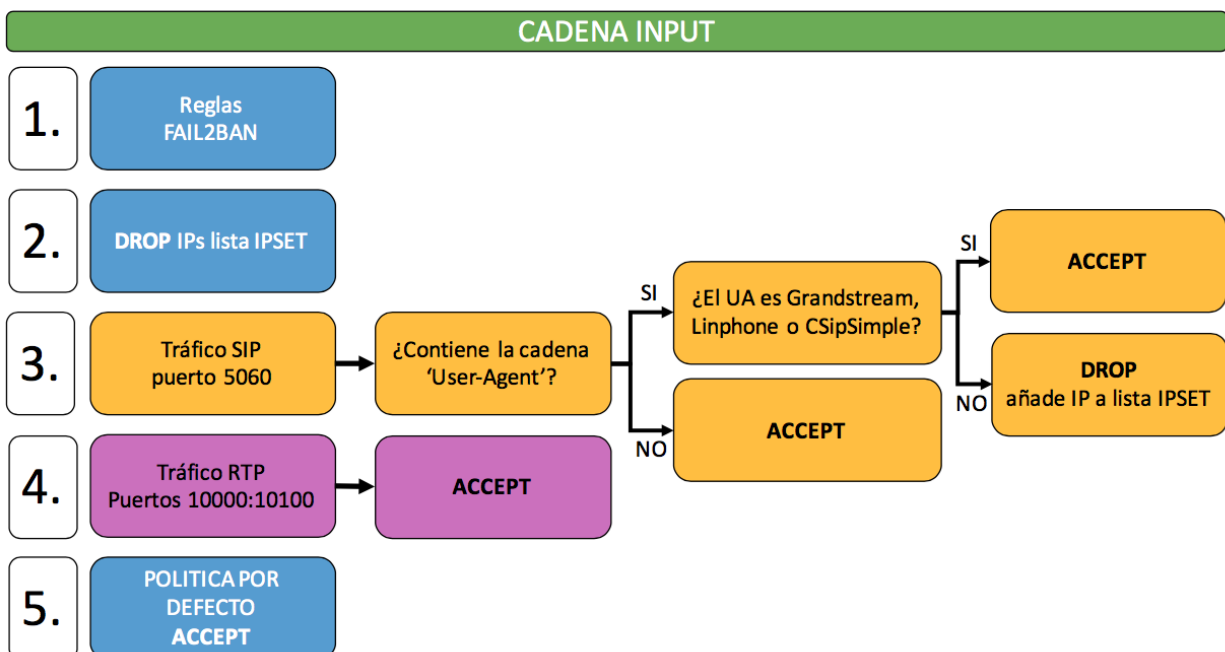 CADENA INPUT
1.
Reglas
FAIL2BAN
2.
DROP IPs lista IPSET
3.
Tráfico SIP
puerto 5060
¿Contiene la cadena
‘User-Agent’?
SI
¿El UA es Grandstream,
Linphone o CSipSimple?
SI
ACCEPT
NO
DROP
añade IP a lista IPSET
NO
ACCEPT
4.
Tráfico RTP
Puertos 10000:10100
ACCEPT
5.
POLITICA POR
DEFECTO
ACCEPT